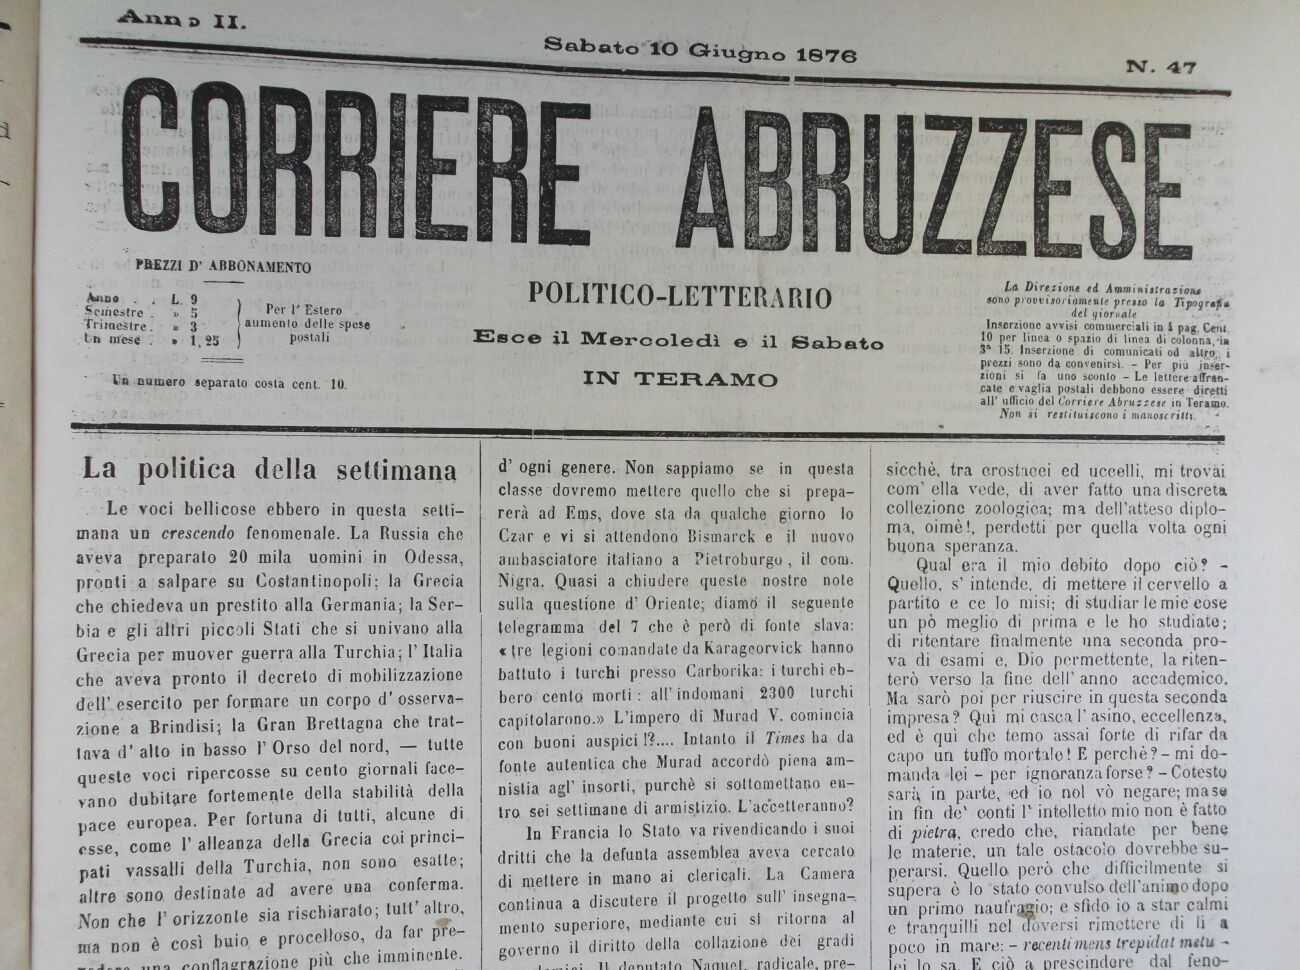 Anno II.
Sabato 10 Giugno 1876
N. 47
CORRIERE ABRUZZESE
PREZZI D' ABBONAMENTO
Anno . . L. 9
Semestre . » 5
Trimestre . » 3
Un mese . » 1,25
Per l' Estero
aumento delle spese
postali
Un numero separato costa cent. 10.
POLITICO-LETTERARIO
Esce il Mercoledì e il Sabato
IN TERAMO
La Direzione ed Amministrazione
sono provvisoriamente presso la Tipografia
del giornale
Inserzione avvisi commerciali in 4 pag. Cent.
10 per linea o spazio di linea di colonna, in
3ª 15. Inserzione di comunicati od altro, i
prezzi sono da convenirsi. - Per più inser-
zioni si fa uno sconto - Le lettere affran-
cate e vaglia postali debbono essere diretti
all' ufficio del Corriere Abruzzese in Teramo.
Non si restituiscono i manoscritti.
La politica della settimana
Le voci bellicose ebbero in questa setti-
mana un crescendo fenomenale. La Russia che
aveva preparato 20 mila uomini in Odessa,
pronti a salpare su Costantinopoli; la Grecia
che chiedeva un prestito alla Germania; la Ser-
bia e gli altri piccoli Stati che si univano alla
Grecia per muover guerra alla Turchia; l' Italia
che aveva pronto il decreto di mobilizzazione
dell' esercito per formare un corpo d' osserva-
zione a Brindisi; la Gran Brettagna che trat-
tava d' alto in basso l' Orso del nord, — tutte
queste voci ripercosse su cento giornali face-
vano dubitare fortemente della stabilità della
pace europea. Per fortuna di tutti, alcune di
esse, come l' alleanza della Grecia coi princi-
pati vassalli della Turchia, non sono esatte;
altre sono destinate ad avere una conferma.
Non che l' orizzonte sia rischiarato; tutt' altro,
ma non è così buio e procelloso, da far pre-
una conflagrazione più che imminente.
d' ogni genere. Non sappiamo se in questa
classe dovremo mettere quello che si prepa-
rerà ad Ems, dove sta da qualche giorno lo
Czar e vi si attendono Bismarck e il nuovo
ambasciatore italiano a Pietroburgo, il com.
Nigra. Quasi a chiudere queste nostre note
sulla questione d' Oriente; diamo il seguente
telegramma del 7 che è però di fonte slava:
«tre legioni comandate da Karageorvick hanno
battuto i turchi presso Carborika: i turchi eb-
bero cento morti : all' indomani 2300 turchi
capitolarono.» L'impero di Murad V. comincia
con buoni auspici !?.... Intanto il Times ha da
fonte autentica che Murad accordò piena am-
nistia agl' insorti, purchè si sottomettano en-
tro sei settimane di armistizio. L'accetteranno?
In Francia lo Stato va rivendicando i suoi
dritti che la defunta assemblea aveva cercato
di mettere in mano ai clericali. La Camera
continua a discutere il progetto sull' insegna-
mento superiore, mediante cui si ritorna al
governo il diritto della collazione dei gradi
Il deputato Naquet, radicale, pre-
sicchè, tra crostacei ed uccelli, mi trovai
com' ella vede, di aver fatto una discreta
collezione zoologica; ma dell'atteso diplo-
ma, oimè!, perdetti per quella volta ogni
buona speranza.
Qual era il mio debito dopo ciò? -
Quello, s' intende, di mettere il cervello a
partito e ce lo misi; di studiar le mie cose
un pò meglio di prima e le ho studiate;
di ritentare finalmente una seconda pro-
va di esami e, Dio permettente, la riten-
terò verso la fine dell' anno accademico.
Ma sarò poi per riuscire in questa seconda
impresa? Qui mi casca l' asino, eccellenza,
ed è qui che temo assai forte di rifar da
capo un tuffo mortale! E perchè? - mi do-
manda lei - per ignoranza forse? - Cotesto
sarà in parte, ed io nol vò negare; ma se
in fin de' conti l' intelletto mio non è fatto
di pietra, credo che, riandate per bene
le materie, un tale ostacolo dovrebbe su-
perarsi. Quello però che difficilmente si
supera è lo stato convulso dell'animo dopo
un primo naufragio; e sfido io a star calmi
e tranquilli nel doversi rimettere di lì a
poco in mare: - recenti mens trepidat metu -
lei lo sa. E ciò a prescindere dal feno-